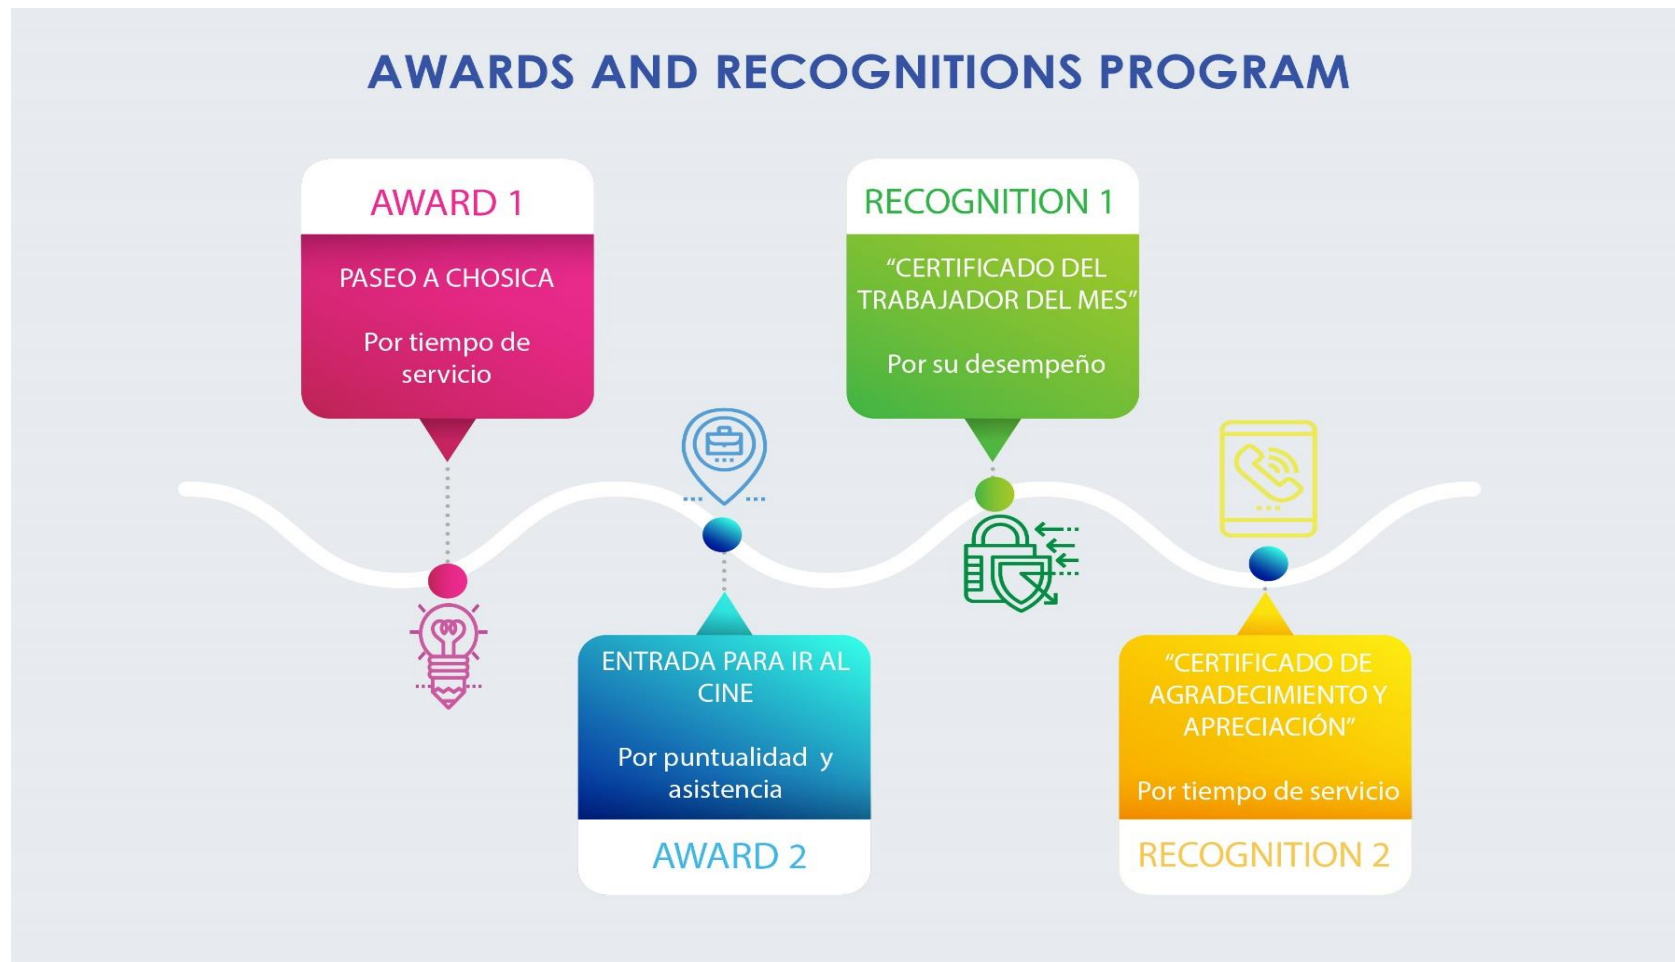 AWARDS AND RECOGNITIONS PROGRAM
AWARD 1
PASEO A CHOSICA
Por tiempo de
servicio
ENTRADA PARA IR AL
CINE
Por puntualidad y
asistencia
AWARD 2
RECOGNITION 1
“CERTIFICADO DEL
TRABAJADOR DEL MES”
Por su desempeño
“CERTIFICADO DE
AGRADECIMIENTO Y
APRECIACIÓN”
Por tiempo de servicio
RECOGNITION 2